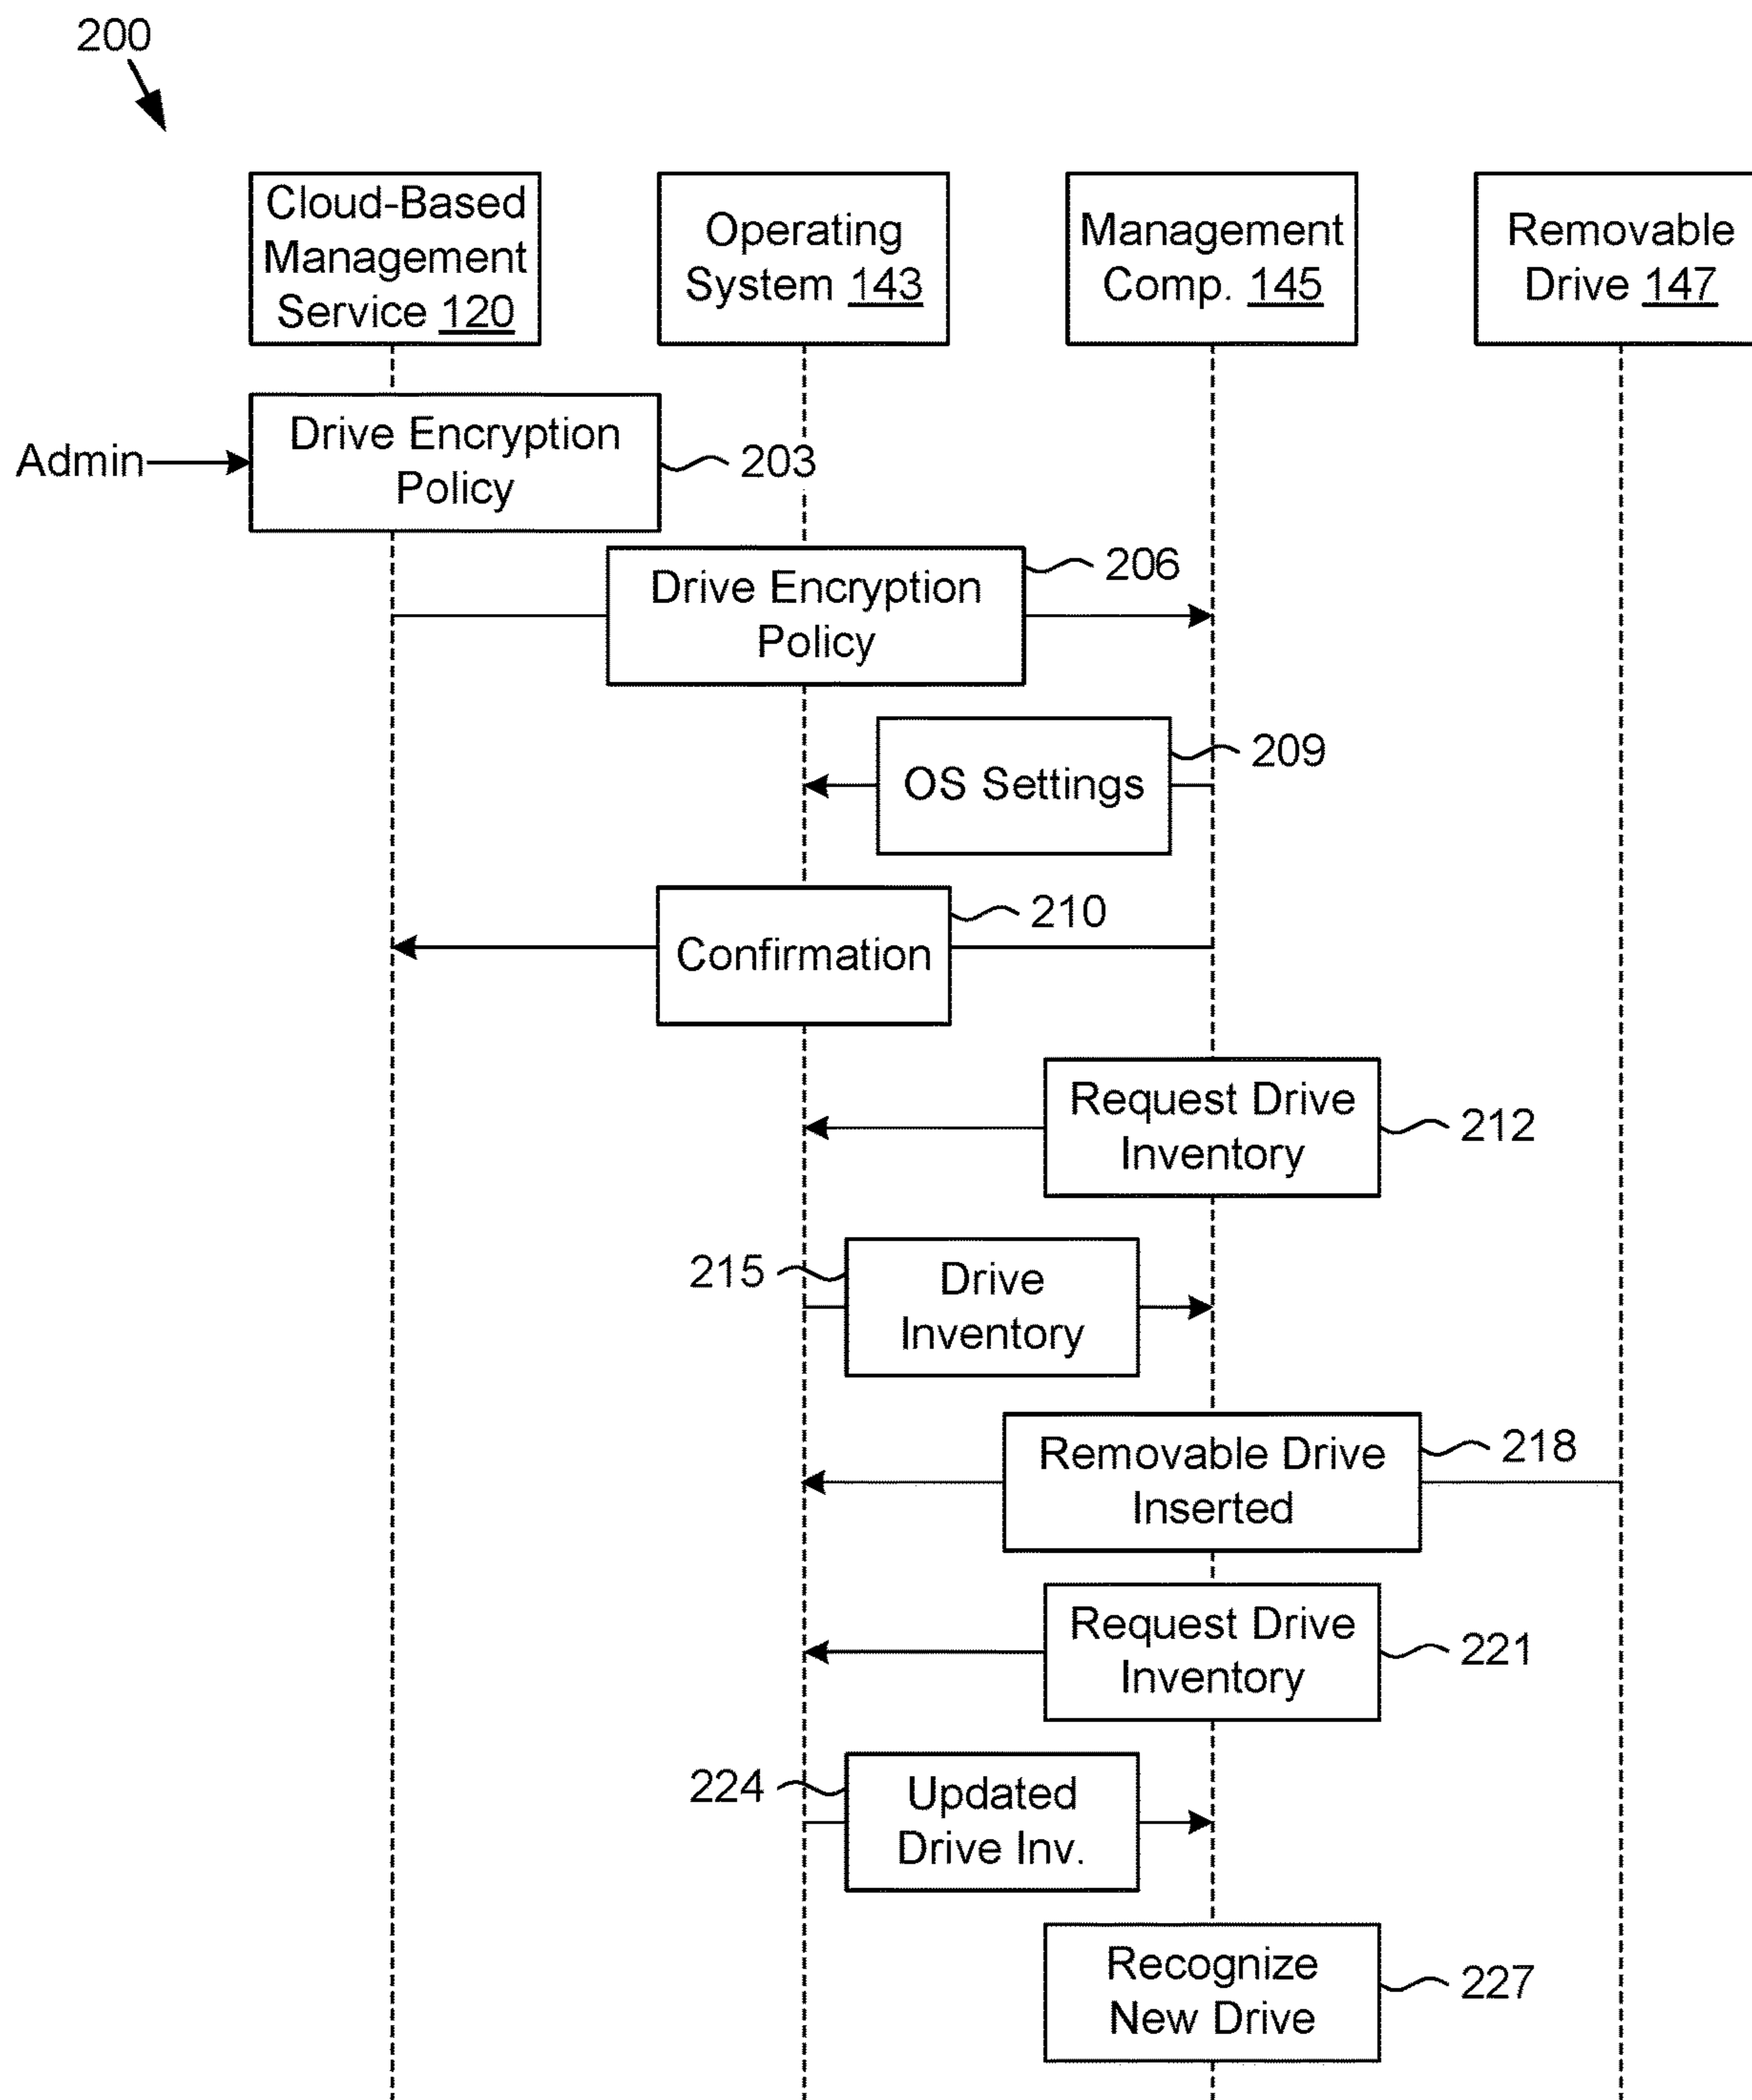 200
Cloud-Based
Management
Service 120
Operating
System 143
Management
Comp. 145
Removable
Drive 147
Admin
Drive Encryption
Policy
203
Drive Encryption
Policy
206
OS Settings
209
Confirmation
210
Request Drive
Inventory
212
215
Drive
Inventory
Removable Drive
Inserted
218
Request Drive
Inventory
221
224
Updated
Drive Inv.
Recognize
New Drive
227